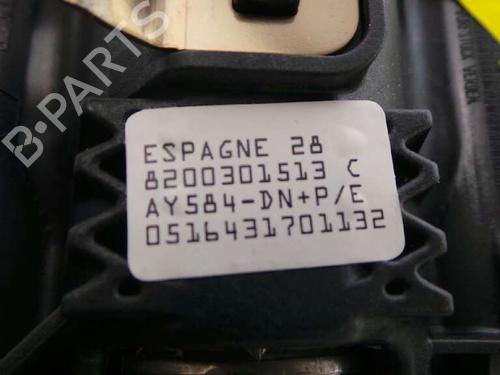 B-PARTS
ESPAGNE 28
8200301513 C
AY584-DN+P/E
0516431701132